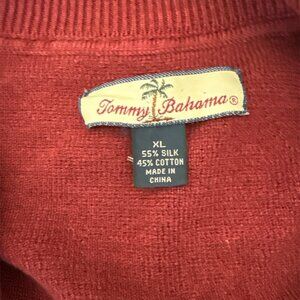 Tommy Bahama®
XL
55% SILK
45% COTTON
MADE IN
CHINA